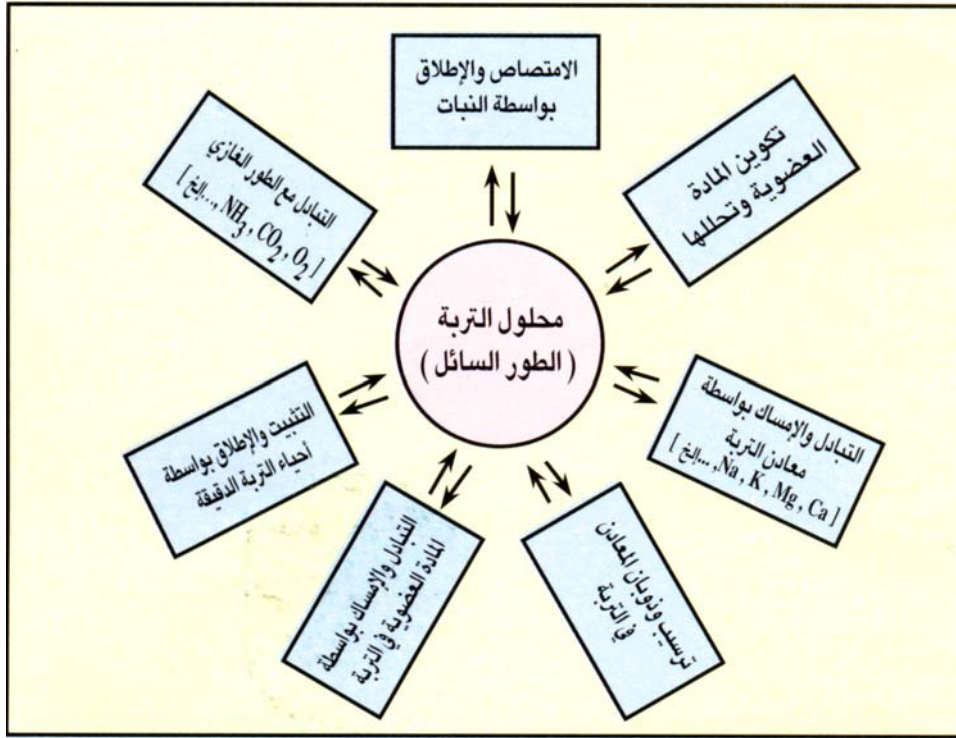 الامتصاص والإطلاق
بواسطة النبات
تكوين المادة
العضوية وتحللها
التبادل والإمساك بواسطة
معادن التربة
[ Na , K , Mg , Ca,...إلخ ]
ترسيب وذوبان المعادن
في التربة
التبادل والإمساك بواسطة
المادة العضوية في التربة
التثبيت والإطلاق بواسطة
أحياء التربة الدقيقة
التبادل مع الطور الغازي
[ NH3 , CO2 , O2,...إلخ ]
محلول التربة
( الطور السائل )